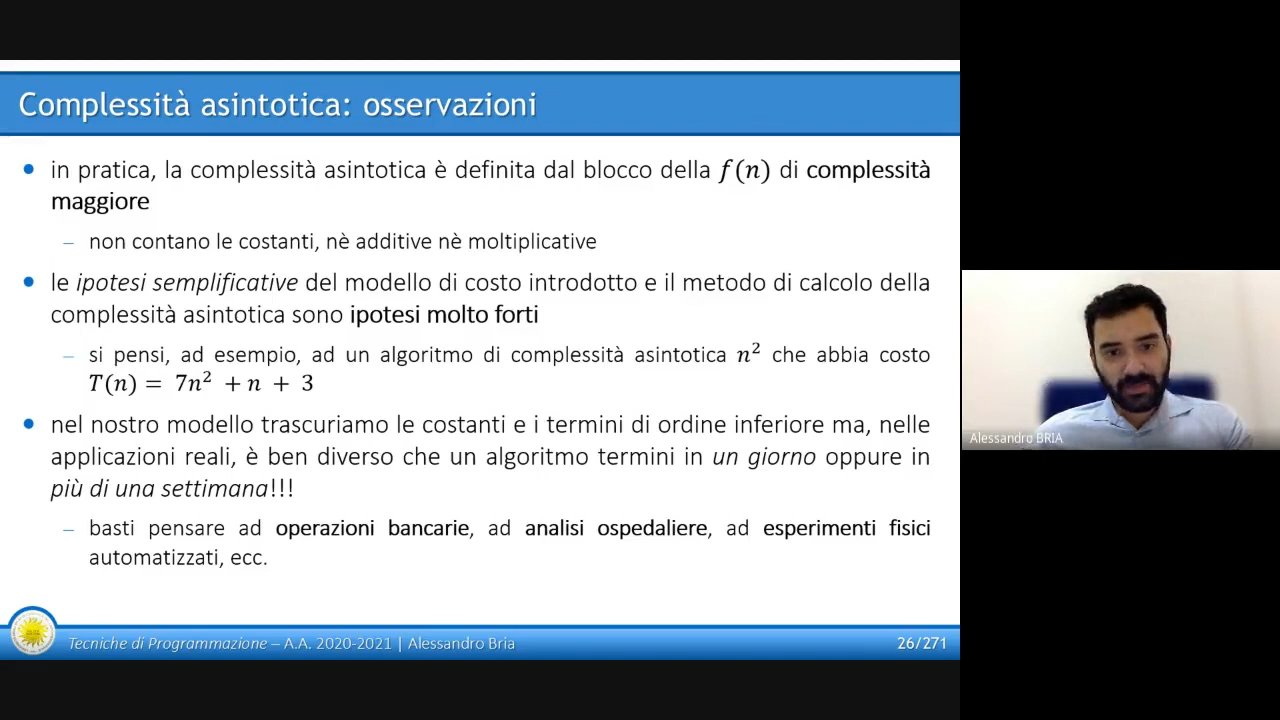 Complessità asintotica: osservazioni
• in pratica, la complessità asintotica è definita dal blocco della f(n) di complessità
maggiore
– non contano le costanti, nè additive nè moltiplicative
• le ipotesi semplificative del modello di costo introdotto e il metodo di calcolo della
complessità asintotica sono ipotesi molto forti
– si pensi, ad esempio, ad un algoritmo di complessità asintotica n² che abbia costo
T(n) = 7n² + n + 3
• nel nostro modello trascuriamo le costanti e i termini di ordine inferiore ma, nelle
applicazioni reali, è ben diverso che un algoritmo termini in un giorno oppure in
più di una settimana!!!
– basti pensare ad operazioni bancarie, ad analisi ospedaliere, ad esperimenti fisici
automatizzati, ecc.
Tecniche di Programmazione – A.A. 2020-2021 | Alessandro Bria
26/271
Alessandro BRIA